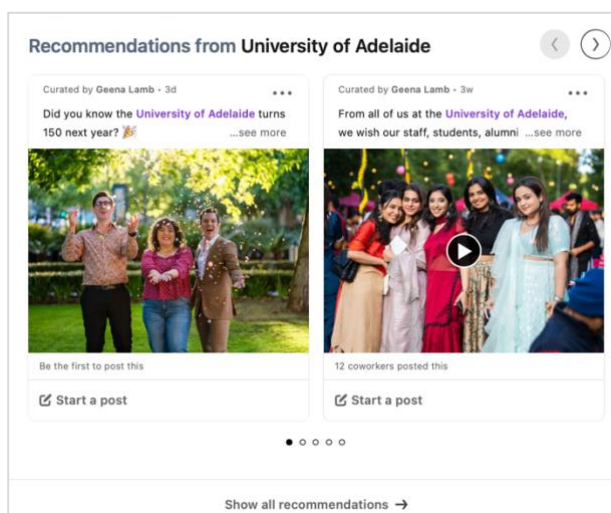 Recommendations from University of Adelaide
Curated by Geena Lamb • 3d
Did you know the University of Adelaide turns
150 next year? 🎉 ...see more
Be the first to post this
Start a post
Curated by Geena Lamb • 3w
From all of us at the University of Adelaide,
we wish our staff, students, alumni ...see more
12 coworkers posted this
Start a post
Show all recommendations →